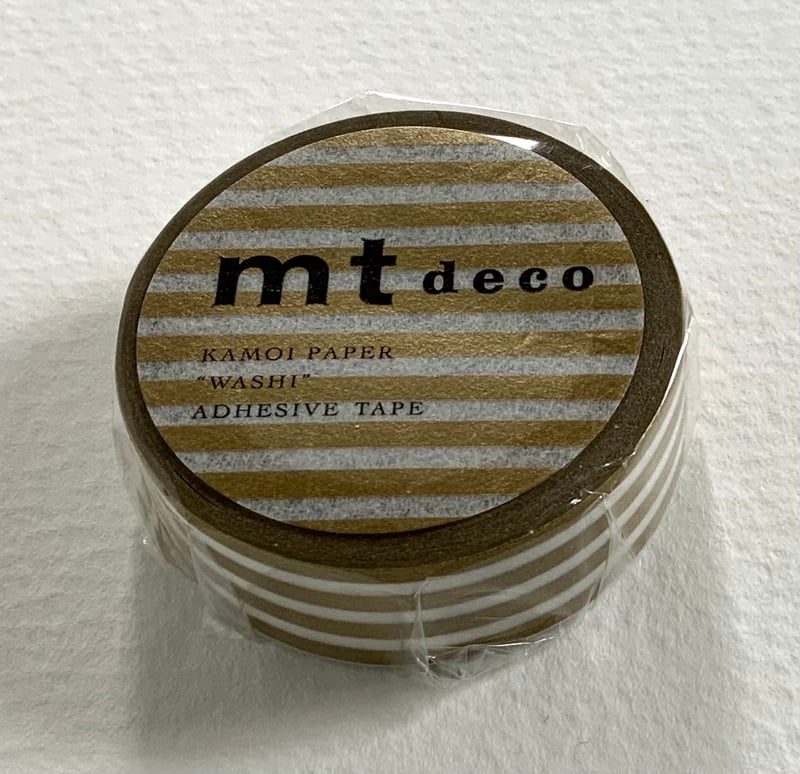 mt deco
KAMOI PAPER
“WASHI”
ADHESIVE TAPE